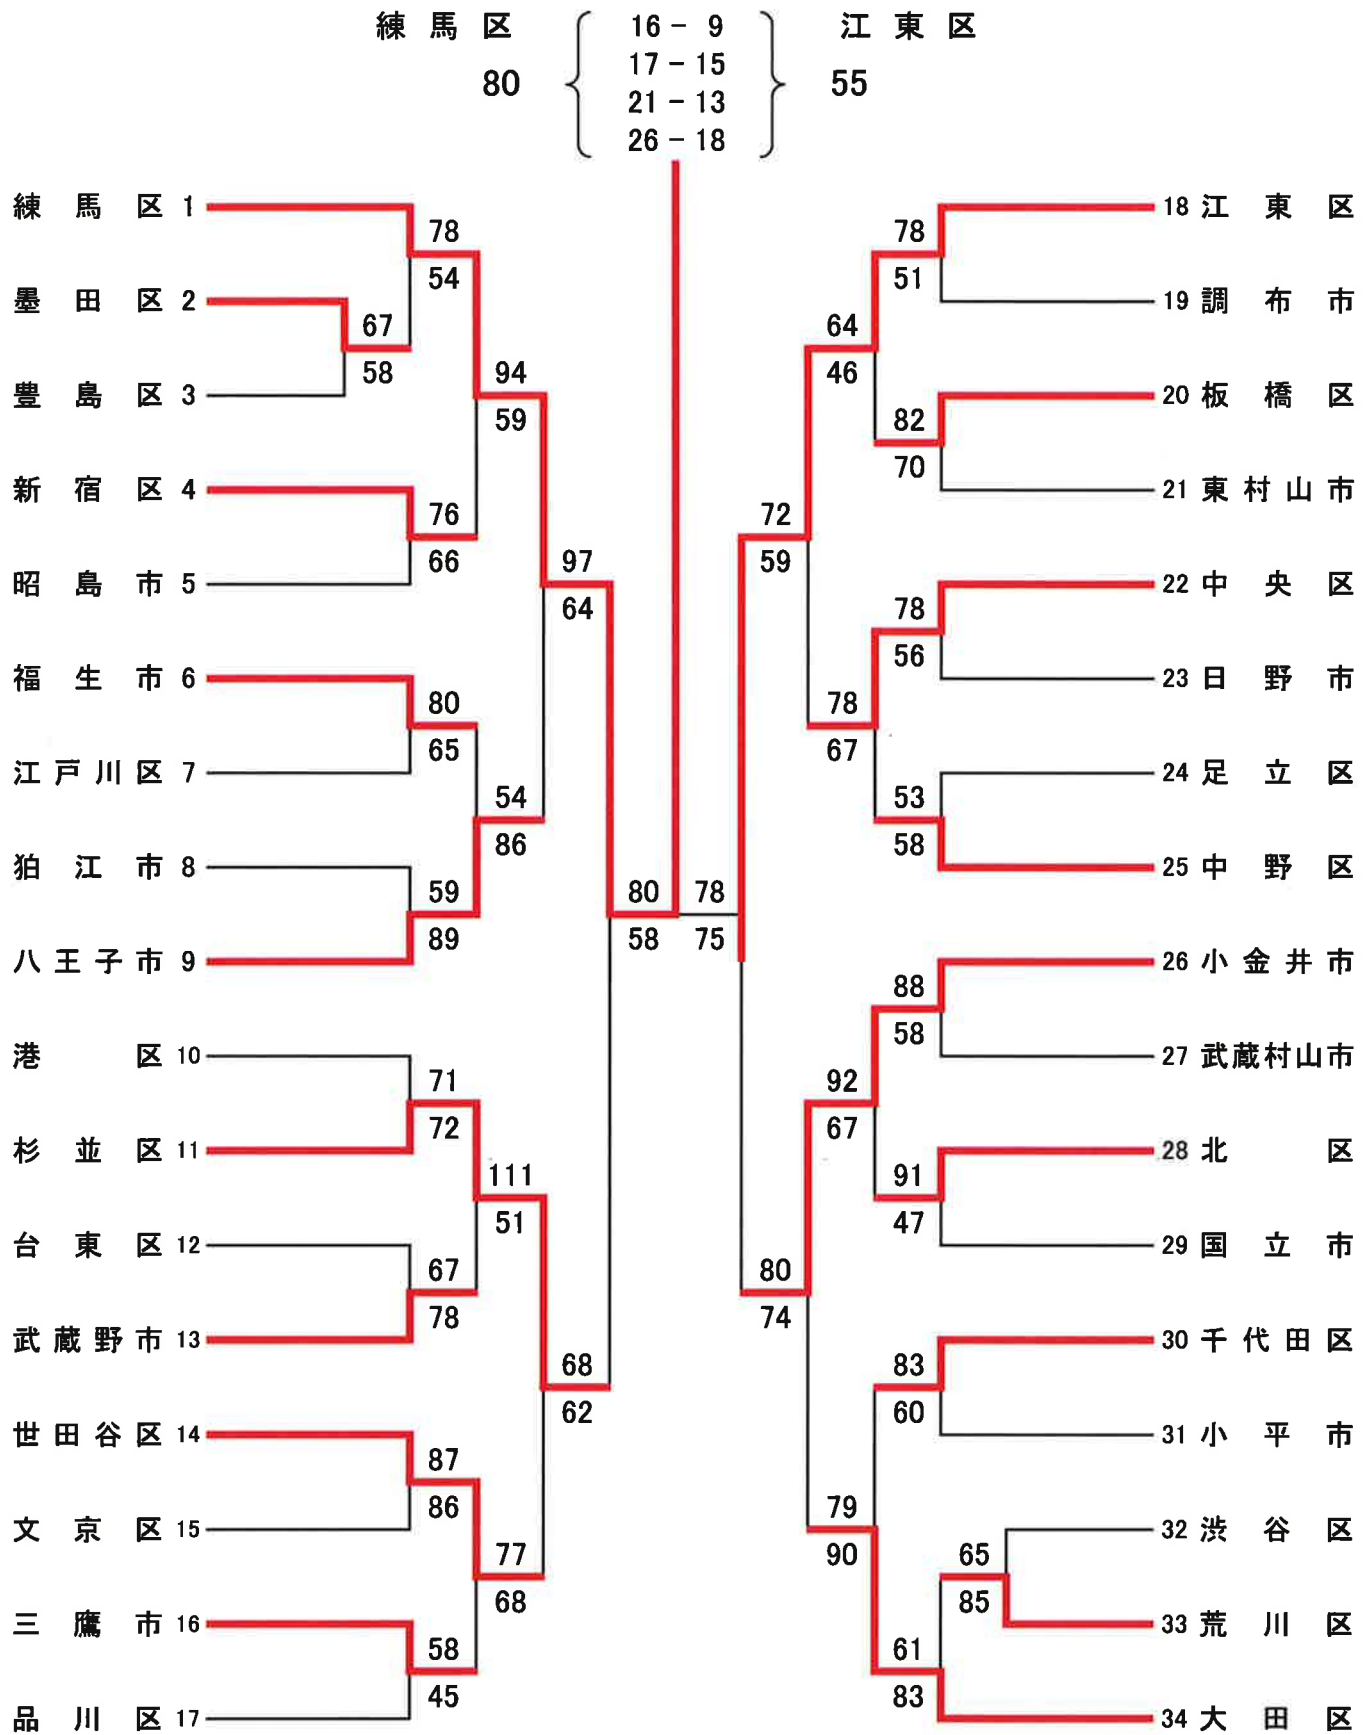 練馬区 16－9 江東区
80 17－15 55
21－13
26－18
練馬区 1
78
54
墨田区 2
67
58
豊島区 3
94
59
新宿区 4
76
66
昭島市 5
97
64
福生市 6
80
65
江戸川区 7
54
86
狛江市 8
59
89
八王子市 9
80
58
港区 10
71
72
杉並区 11
111
51
台東区 12
67
78
武蔵野市 13
68
62
世田谷区 14
87
86
文京区 15
77
68
三鷹市 16
58
45
品川区 17
18 江東区
78
51
19 調布市
64
46
20 板橋区
82
70
21 東村山市
72
59
22 中央区
78
56
23 日野市
78
67
24 足立区
53
58
25 中野区
78
75
26 小金井市
88
58
27 武蔵村山市
92
67
28 北区
91
47
29 国立市
80
74
30 千代田区
83
60
31 小平市
79
90
32 渋谷区
65
85
33 荒川区
61
83
34 大田区